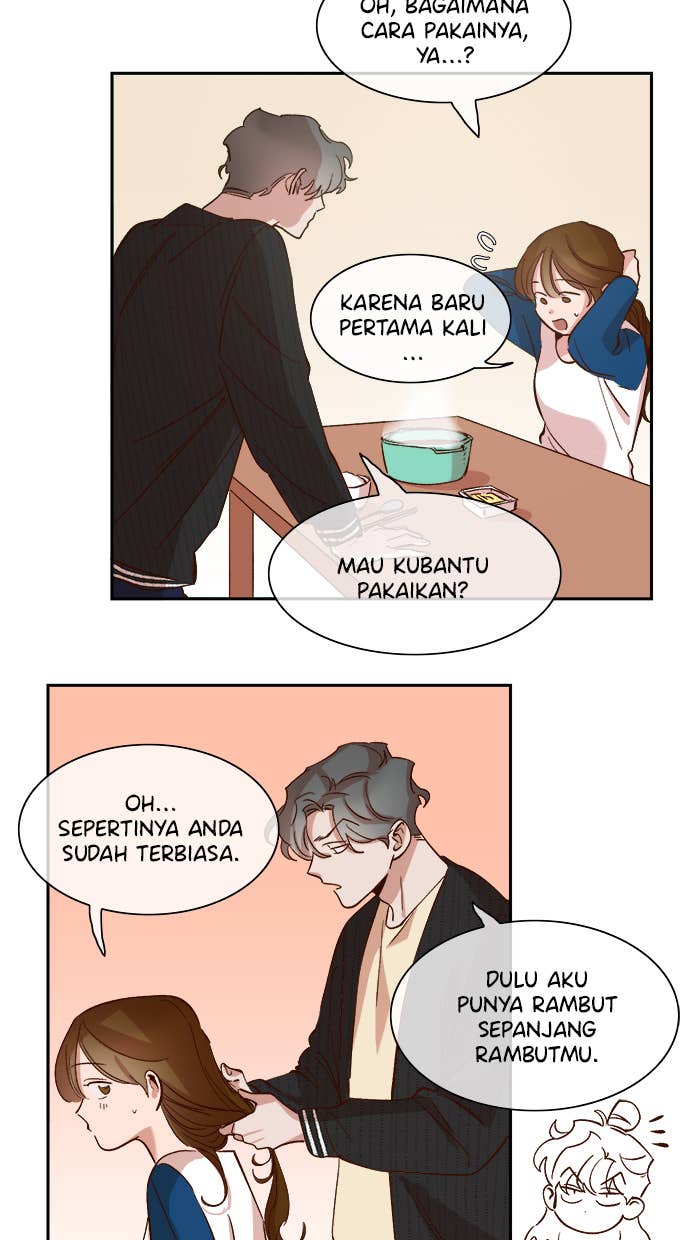 OH, BAGAIMANA
CARA PAKAINYA,
YA...?
KARENA BARU
PERTAMA KALI
...
MAU KUBANTU
PAKAIKAN?
OH...
SEPERTINYA ANDA
SUDAH TERBIASA.
DULU AKU
PUNYA RAMBUT
SEPANJANG
RAMBUTMU.